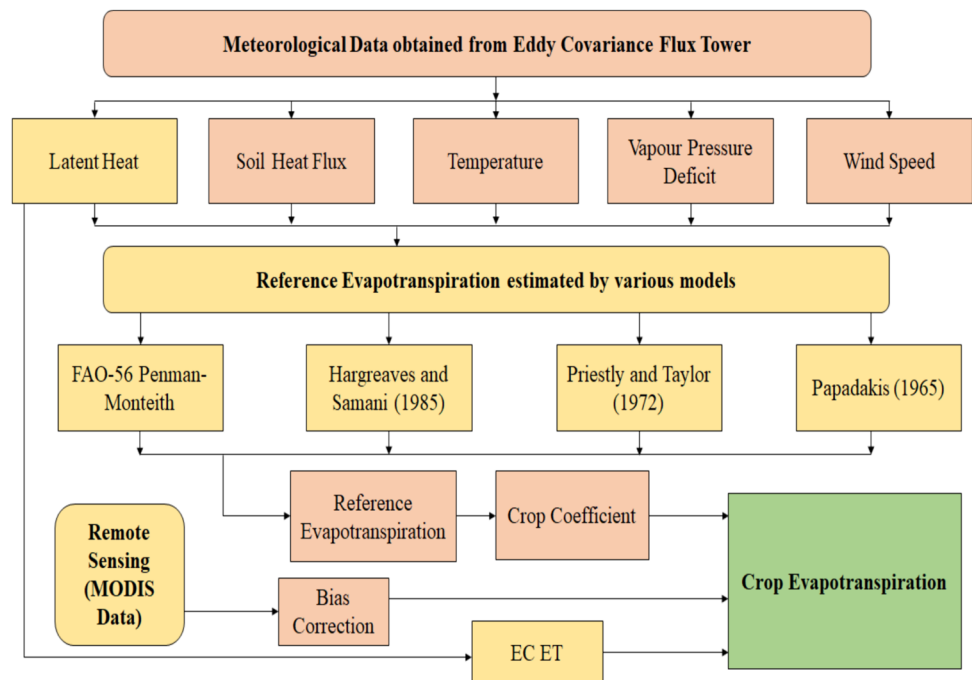 Meteorological Data obtained from Eddy Covariance Flux Tower
Latent Heat
Soil Heat Flux
Temperature
Vapour Pressure
Deficit
Wind Speed
Reference Evapotranspiration estimated by various models
FAO-56 Penman-
Monteith
Hargreaves and
Samani (1985)
Priestly and Taylor
(1972)
Papadakis (1965)
Reference
Evapotranspiration
Crop Coefficient
Remote
Sensing
(MODIS
Data)
Bias
Correction
Crop Evapotranspiration
EC ET